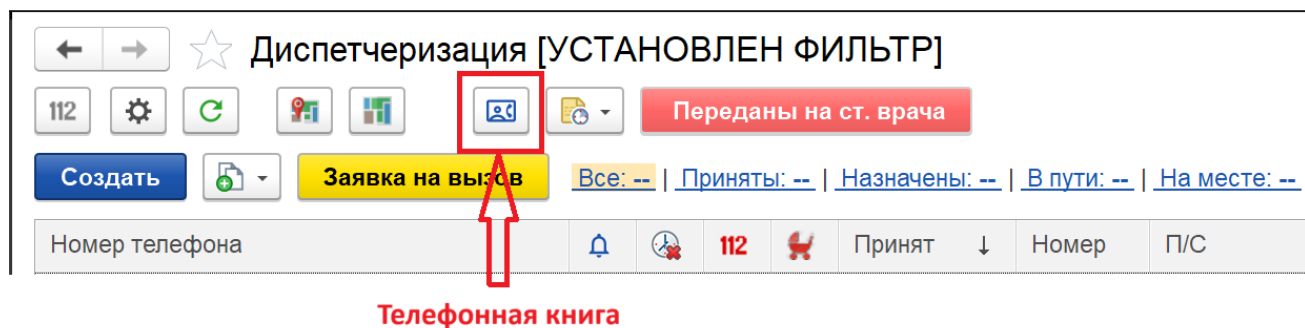 Диспетчеризация [УСТАНОВЛЕН ФИЛЬТР]
112 Переданы на ст. врача
Создать Заявка на вызов Все: -- | Приняты: -- | Назначены: -- | В пути: -- | На месте: --
Номер телефона 112 Принят ↓ Номер П/С
Телефонная книга